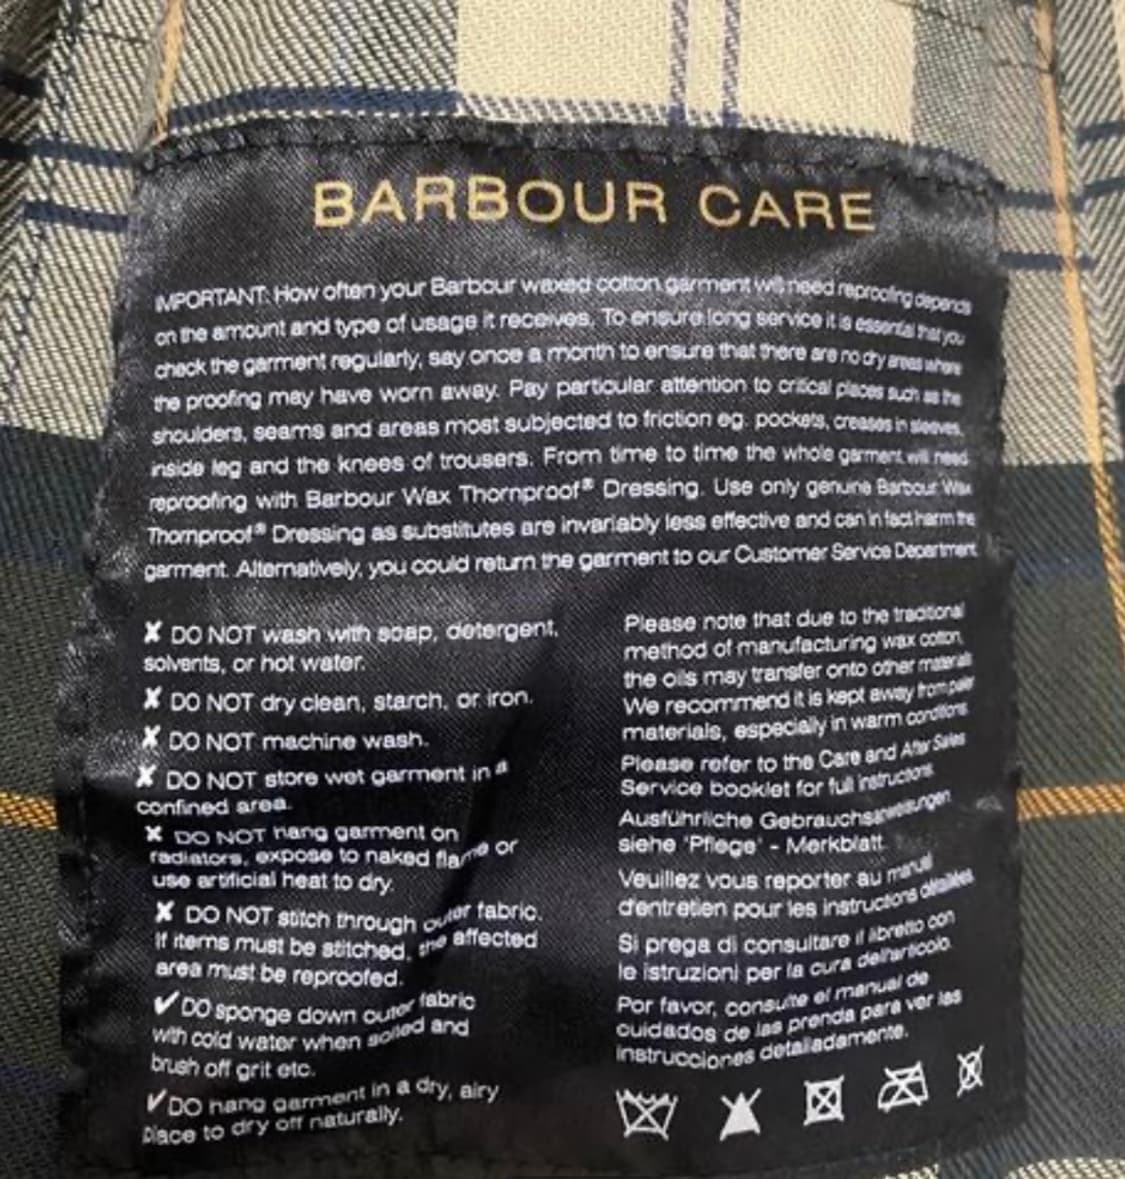 BARBOUR CARE
IMPORTANT: How often your Barbour waxed cotton garment will need reproofing depends
on the amount and type of usage it receives. To ensure long service it is essential that you
check the garment regularly, say once a month to ensure that there are no dry areas where
the proofing may have worn away. Pay particular attention to critical places such as the
shoulders, seams and areas most subjected to friction eg. pockets, creases in sleeves,
inside leg and the knees of trousers. From time to time the whole garment will need
reproofing with Barbour Wax Thornproof® Dressing. Use only genuine Barbour Wax
Thornproof® Dressing as substitutes are invariably less effective and can in fact harm the
garment. Alternatively, you could return the garment to our Customer Service Department
✘ DO NOT wash with soap, detergent,
solvents, or hot water.
✘ DO NOT dry clean, starch, or iron.
✘ DO NOT machine wash.
✘ DO NOT store wet garment in a
confined area.
✘ DO NOT hang garment on
radiators, expose to naked flame or
use artificial heat to dry.
✘ DO NOT stitch through outer fabric.
If items must be stitched, the affected
area must be reproofed.
✔ DO sponge down outer fabric
with cold water when soiled and
brush off grit etc.
✔ DO hang garment in a dry, airy
place to dry off naturally.
Please note that due to the traditional
method of manufacturing wax cotton,
the oils may transfer onto other materials
We recommend it is kept away from paler
materials, especially in warm conditions.
Please refer to the Care and After Sales
Service booklet for full instructions.
Ausführliche Gebrauchsanweisungen
siehe 'Pflege' - Merkblatt.
Veuillez vous reporter au manual
d'entretien pour les instructions détaillées
Si prega di consultare il libretto con
le istruzioni per la cura dell'articolo.
Por favor, consulte el manual de
cuidados de las prenda para ver las
instrucciones detalladamente.